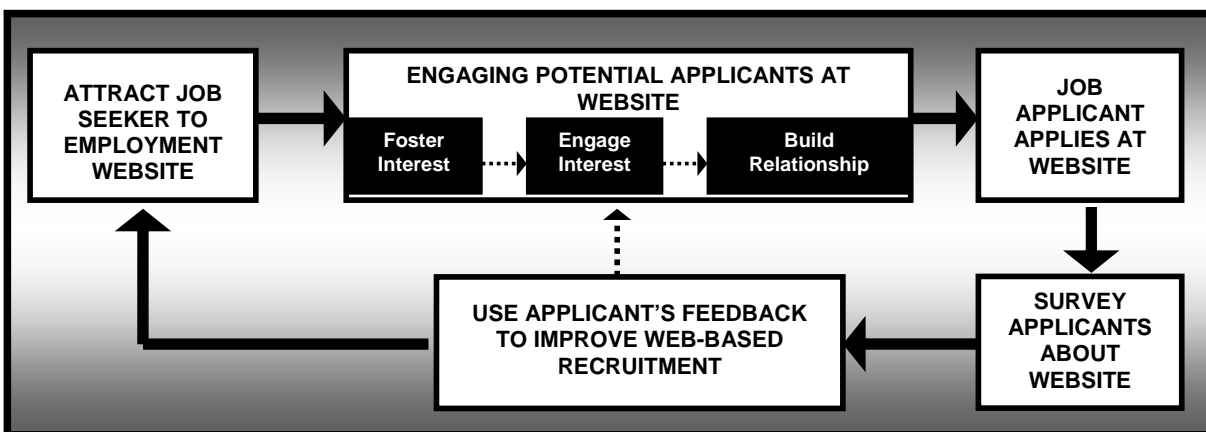 ATTRACT JOB
SEEKER TO
EMPLOYMENT
WEBSITE
ENGAGING POTENTIAL APPLICANTS AT
WEBSITE
Foster
Interest
Engage
Interest
Build
Relationship
JOB
APPLICANT
APPLIES AT
WEBSITE
SURVEY
APPLICANTS
ABOUT
WEBSITE
USE APPLICANT’S FEEDBACK
TO IMPROVE WEB-BASED
RECRUITMENT